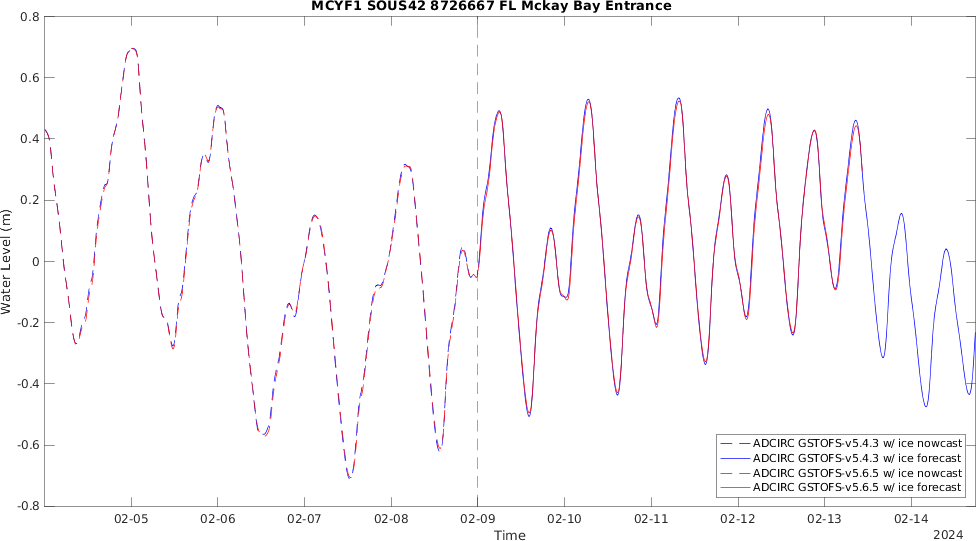 MCYF1 SOUS42 8726667 FL Mckay Bay Entrance
0.8
0.6
0.4
0.2
0
-0.2
-0.4
-0.6
-0.8
Water Level (m)
ADCIRC GSTOFS-v5.4.3 w/ ice nowcast
ADCIRC GSTOFS-v5.4.3 w/ ice forecast
ADCIRC GSTOFS-v5.6.5 w/ ice nowcast
ADCIRC GSTOFS-v5.6.5 w/ ice forecast
02-05 02-06 02-07 02-08 02-09 02-10 02-11 02-12 02-13 02-14
Time
2024